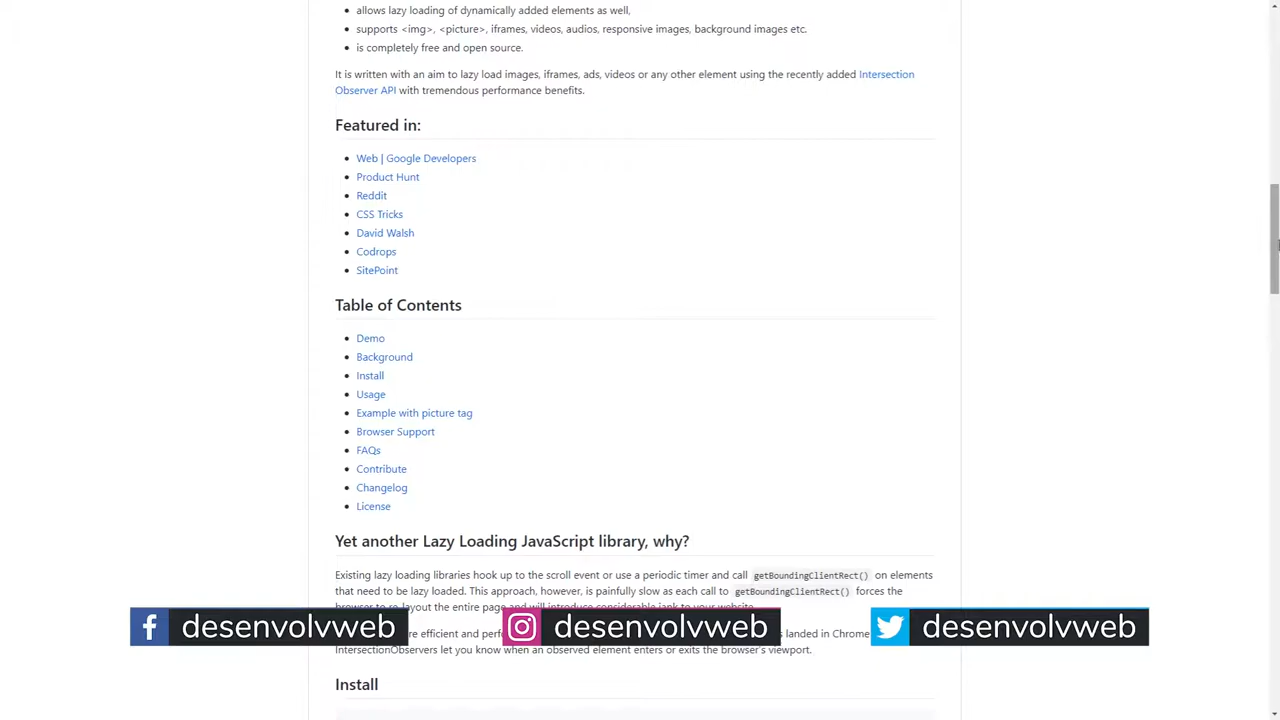 allows lazy loading of dynamically added elements as well,
supports <img>, <picture>, iframes, videos, audios, responsive images, background images etc.
is completely free and open source.
It is written with an aim to lazy load images, iframes, ads, videos or any other element using the recently added Intersection
Observer API with tremendous performance benefits.
Featured in:
Web | Google Developers
Product Hunt
Reddit
CSS Tricks
David Walsh
Codrops
SitePoint
Table of Contents
Demo
Background
Install
Usage
Example with picture tag
Browser Support
FAQs
Contribute
Changelog
License
Yet another Lazy Loading JavaScript library, why?
Existing lazy loading libraries hook up to the scroll event or use a periodic timer and call getBoundingClientRect() on elements
that need to be lazy loaded. This approach, however, is painfully slow as each call to getBoundingClientRect() forces the
browser to re-layout the entire page and will introduce considerable jank to your website.
desenvolvweb
desenvolvweb
desenvolvweb
efficient and landed in Chrome
IntersectionObservers let you know when an observed element enters or exits the browser's viewport.
Install